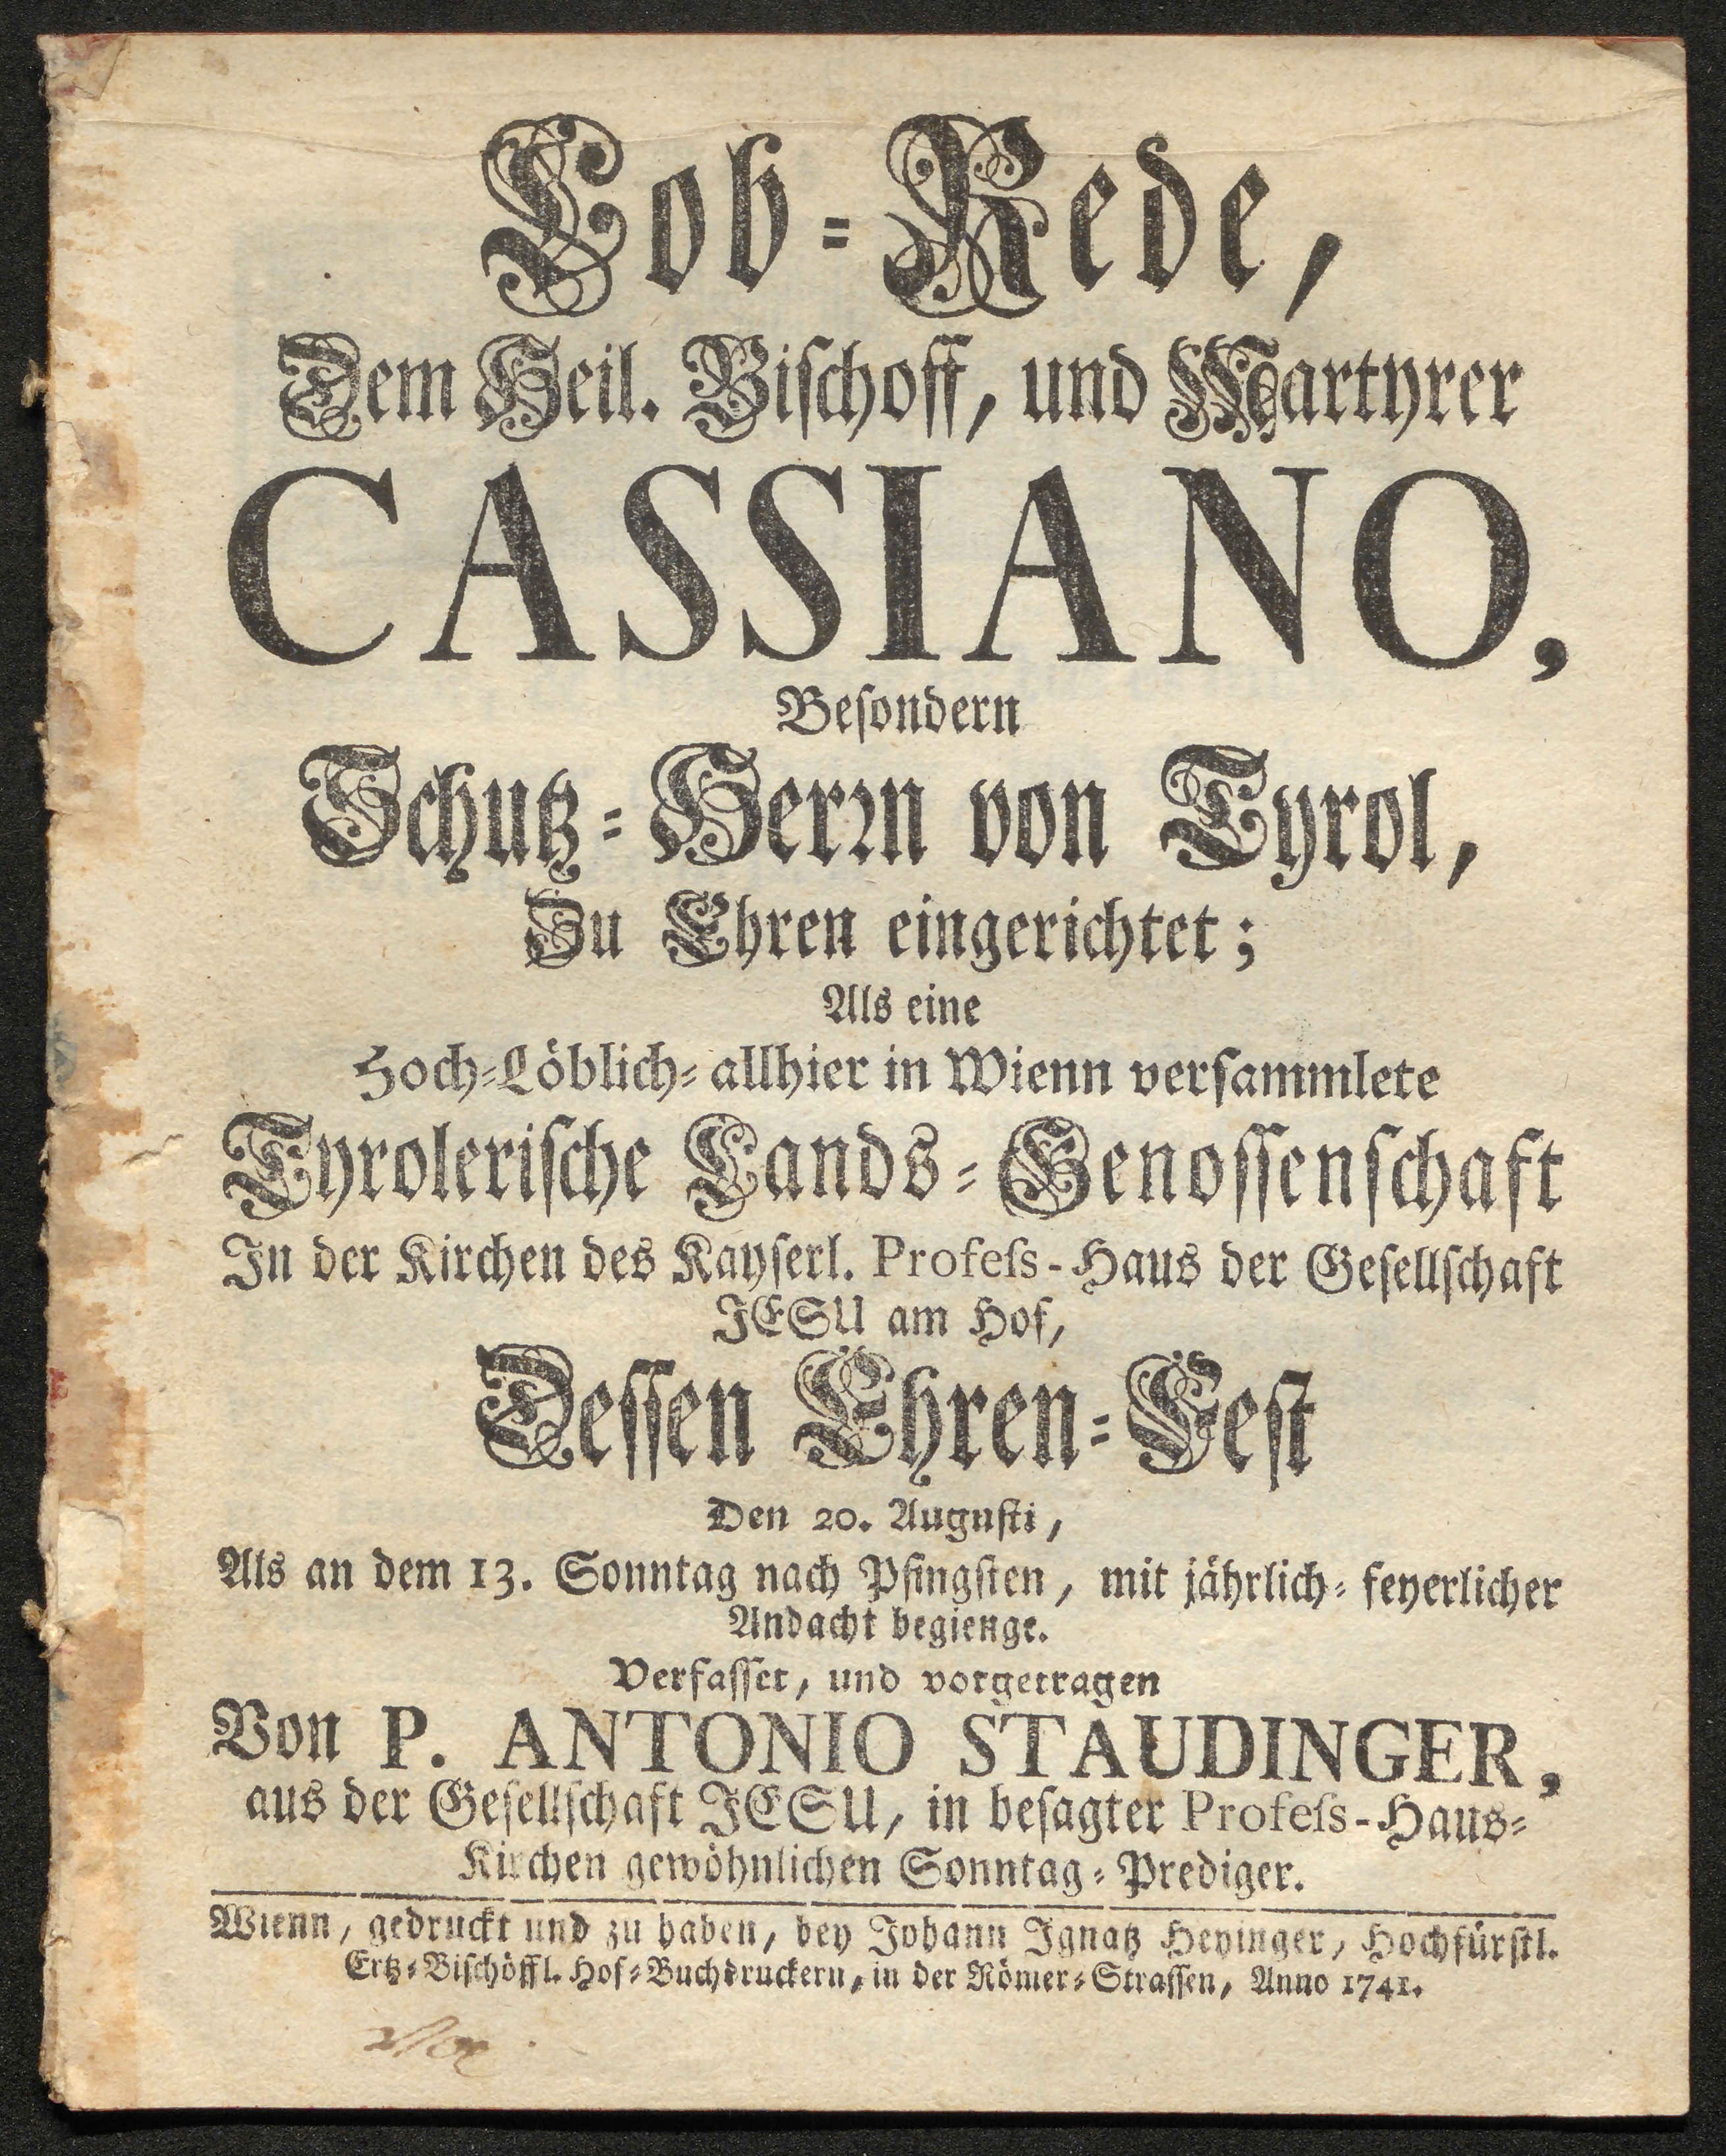 Lob-Rede,
Dem Heil. Bischoff, und Martyrer
CASSIANO,
Besondern
Schutz-Herrn von Tyrol,
Zu Ehren eingerichtet;
Als eine
Hoch-Löblich-allhier in Wienn versammlete
Tyrolerische Lands-Genossenschaft
In der Kirchen des Kayserl. Profess-Haus der Gesellschaft
JESU am Hof,
Dessen Ehren-Fest
Den 20. Augusti,
Als an dem 13. Sonntag nach Pfingsten, mit jährlich-feyerlicher
Andacht begienge.
Verfasset, und vorgetragen
Von P. ANTONIO STAUDINGER,
aus der Gesellschaft JESU, in besagter Profess-Haus-
Kirchen gewöhnlichen Sonntag-Prediger.
Wienn, gedruckt und zu haben, bey Johann Ignatz Heyinger, Hochfürstl.
Ertz-Bischöffl. Hof-Buchdruckern, in der Römer-Strassen, Anno 1741.